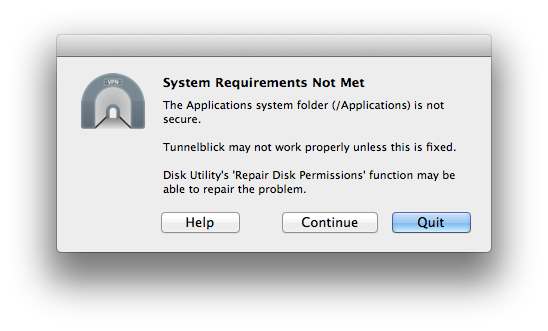 VPN
System Requirements Not Met
The Applications system folder (/Applications) is not
secure.
Tunnelblick may not work properly unless this is fixed.
Disk Utility's 'Repair Disk Permissions' function may be
able to repair the problem.
Help Continue Quit